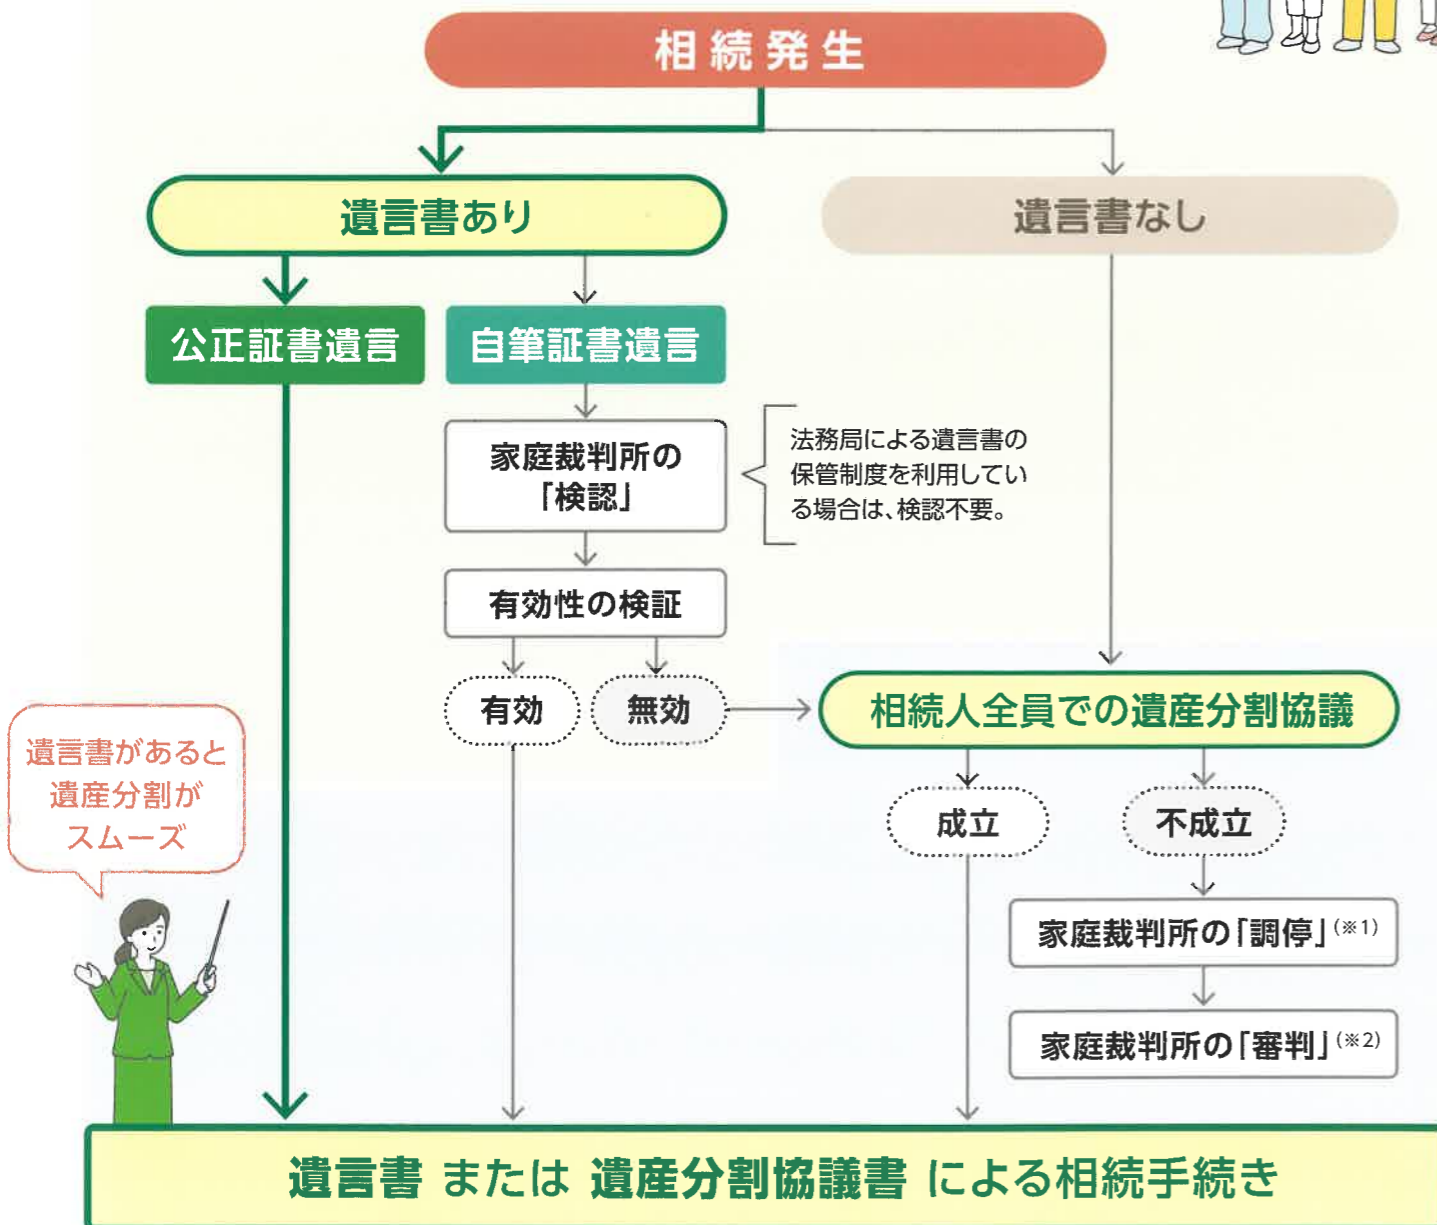 相続発生
遺言書あり
遺言書なし
公正証書遺言
自筆証書遺言
家庭裁判所の
「検認」
法務局による遺言書の
保管制度を利用してい
る場合は、検認不要。
有効性の検証
有効
無効
相続人全員での遺産分割協議
遺言書があると
遺産分割が
スムーズ
成立
不成立
家庭裁判所の「調停」(※1)
家庭裁判所の「審判」(※2)
遺言書 または 遺産分割協議書 による相続手続き